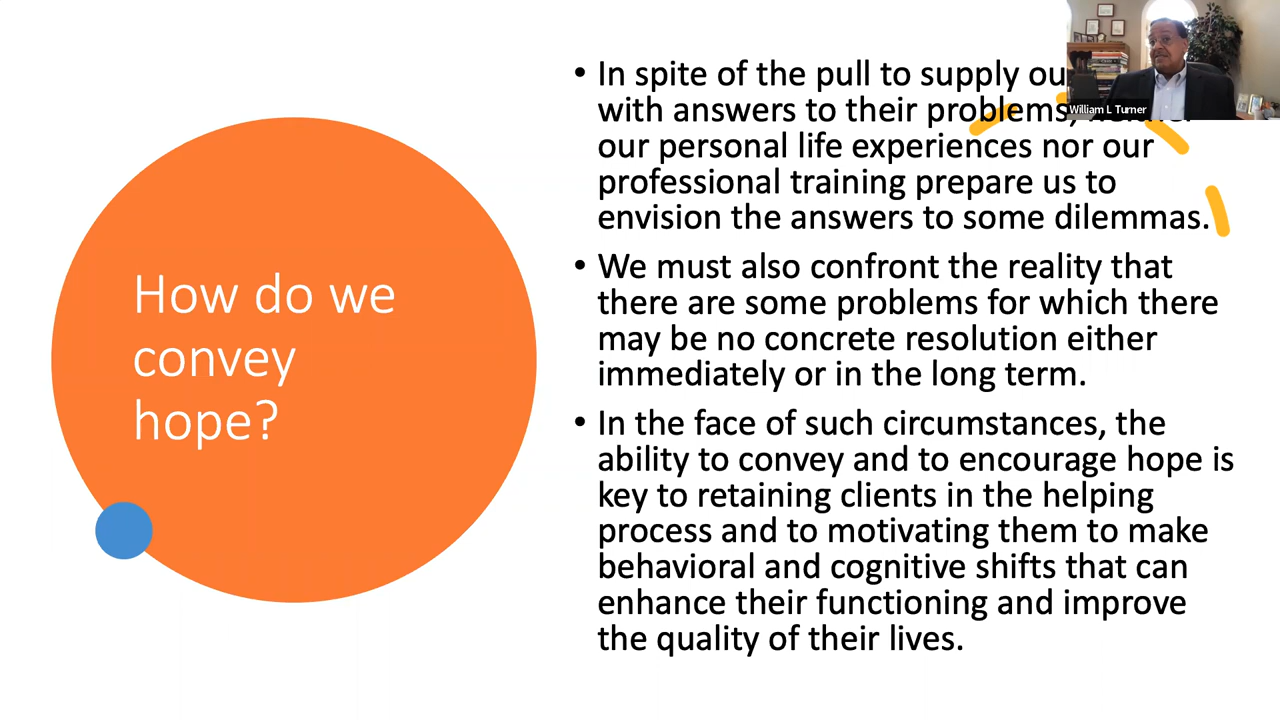 How do we
convey
hope?
• In spite of the pull to supply
with answers to their problems,
our personal life experiences nor our
professional training prepare us to
envision the answers to some dilemmas.
• We must also confront the reality that
there are some problems for which there
may be no concrete resolution either
immediately or in the long term.
• In the face of such circumstances, the
ability to convey and to encourage hope is
key to retaining clients in the helping
process and to motivating them to make
behavioral and cognitive shifts that can
enhance their functioning and improve
the quality of their lives.
William L Turner